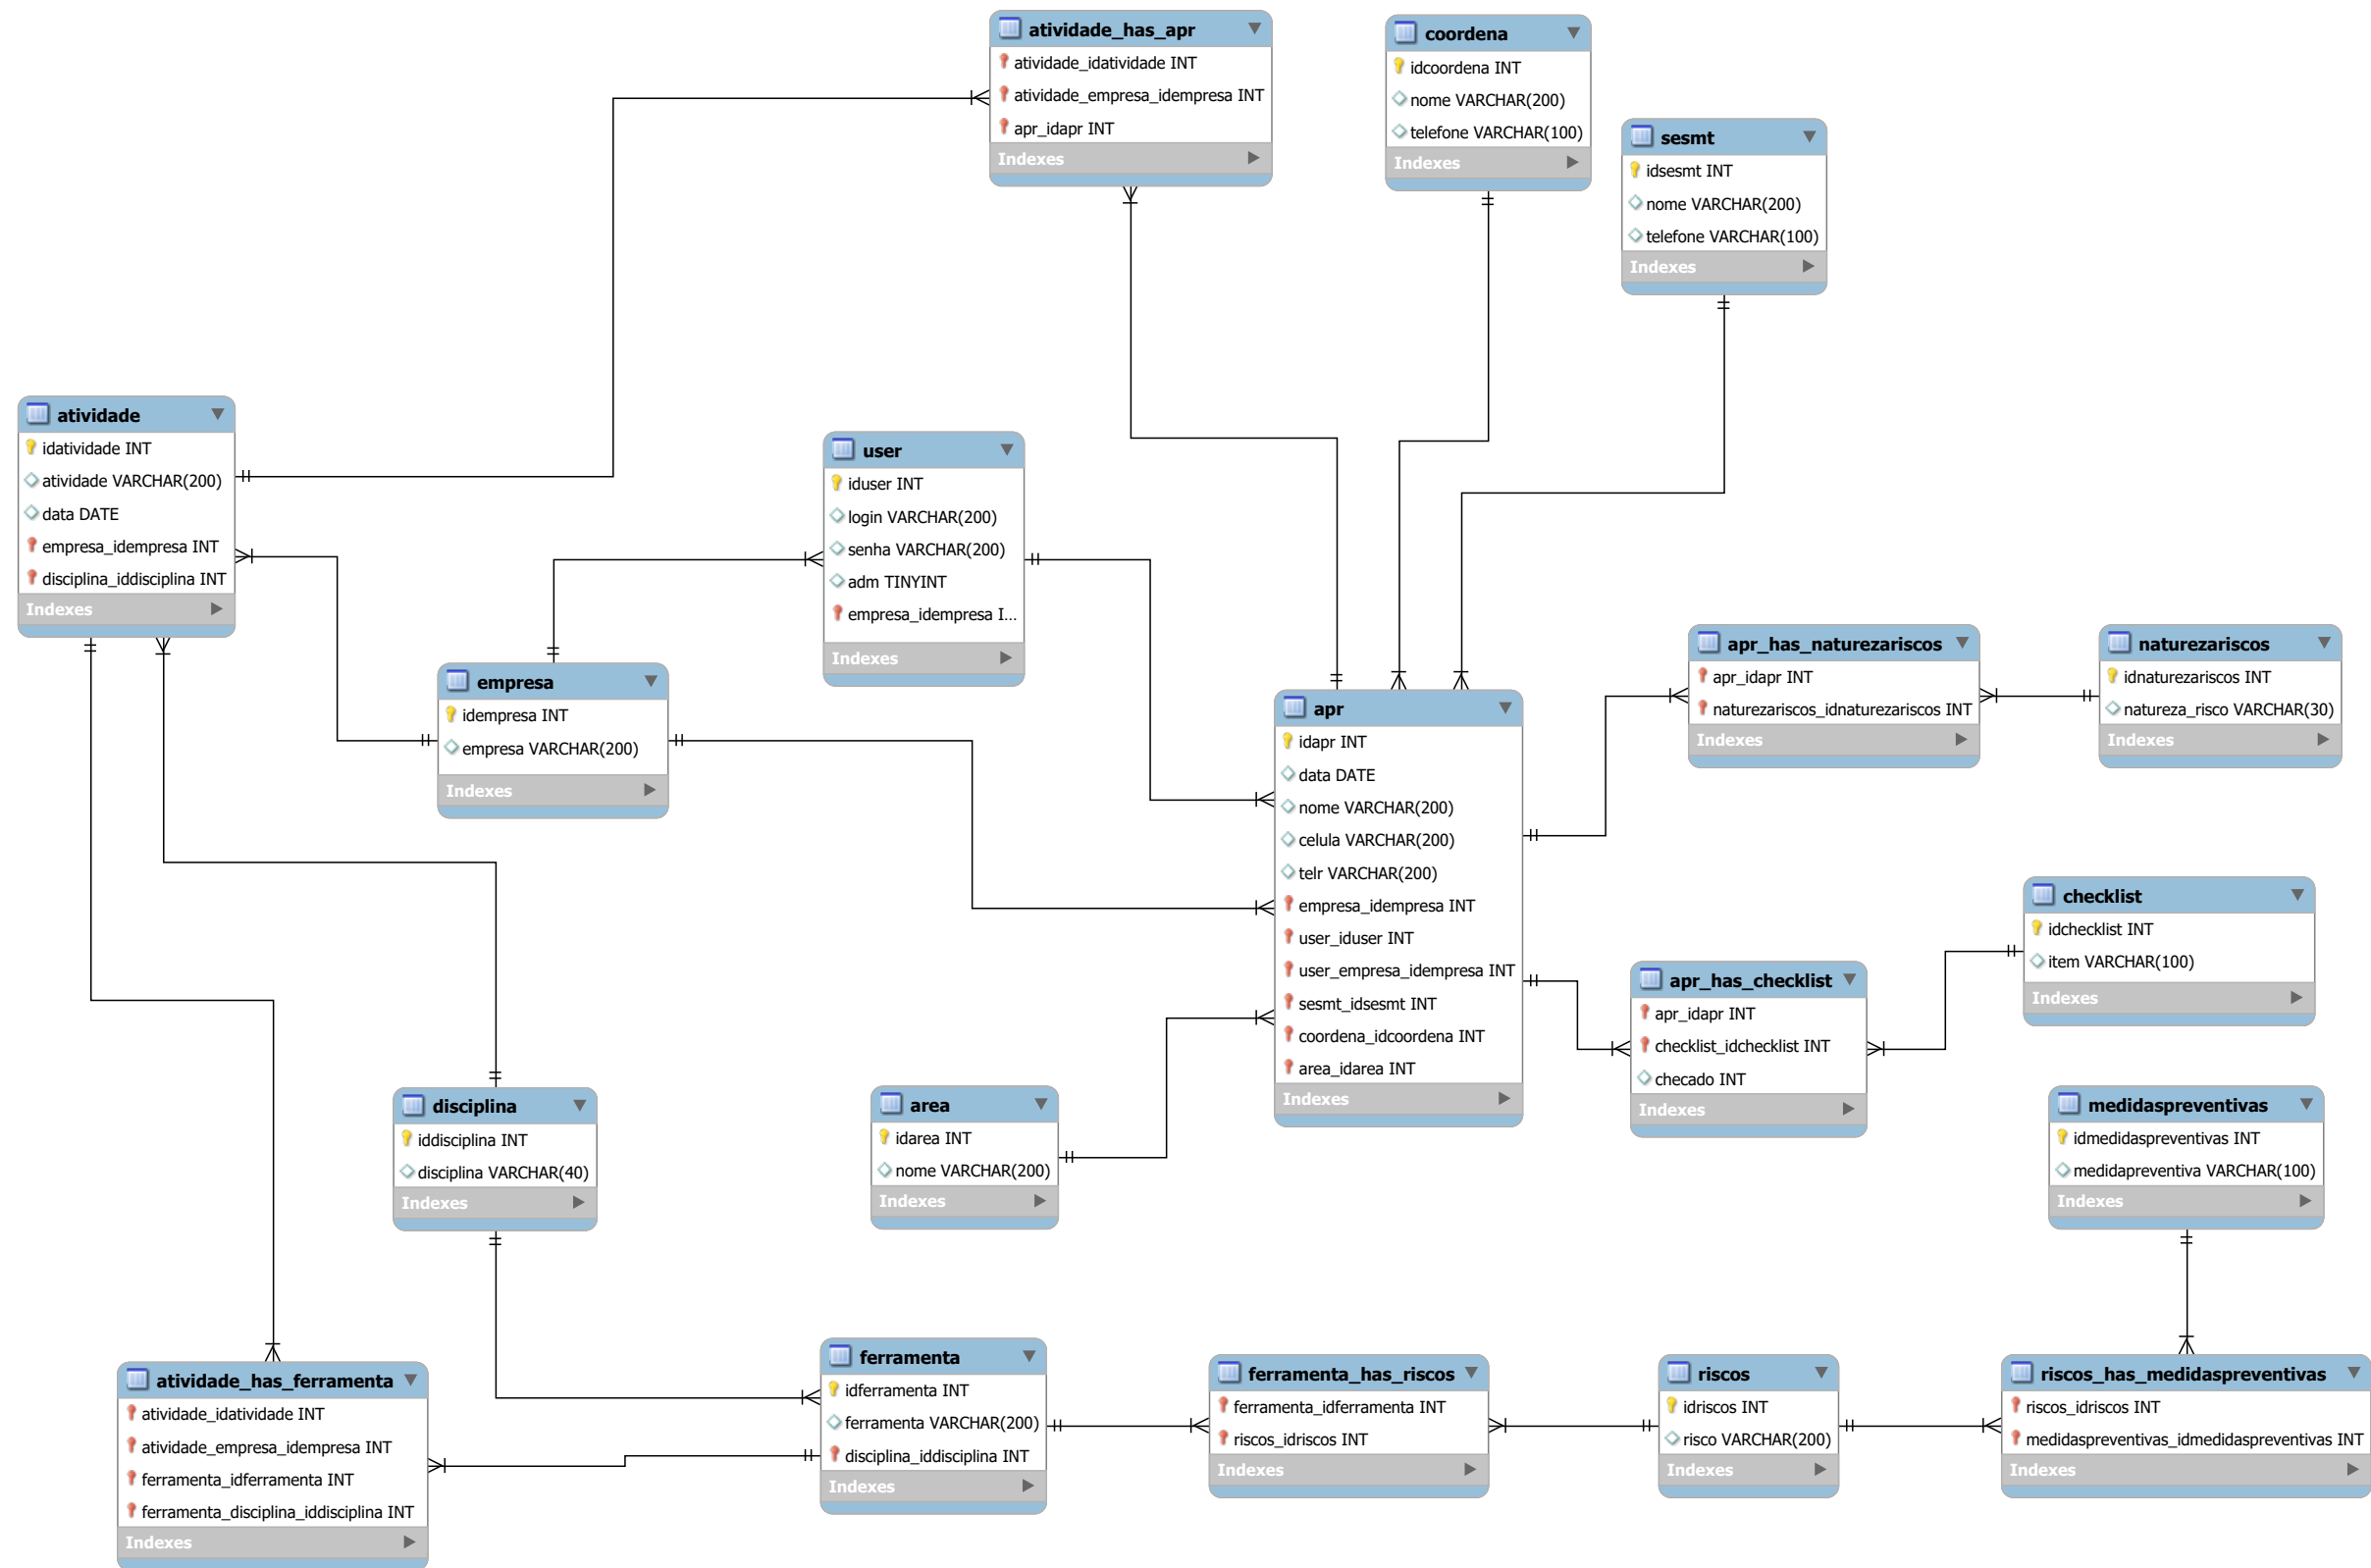 atividade_has_apr
atividade_idatividade INT
atividade_empresa_idempresa INT
apr_idapr INT
Indexes
coordena
idcoordena INT
nome VARCHAR(200)
telefone VARCHAR(100)
Indexes
sesmt
idsesmt INT
nome VARCHAR(200)
telefone VARCHAR(100)
Indexes
atividade
idatividade INT
atividade VARCHAR(200)
data DATE
empresa_idempresa INT
disciplina_iddisciplina INT
Indexes
user
iduser INT
login VARCHAR(200)
senha VARCHAR(200)
adm TINYINT
empresa_idempresa I...
Indexes
empresa
idempresa INT
empresa VARCHAR(200)
Indexes
apr
idapr INT
data DATE
nome VARCHAR(200)
celula VARCHAR(200)
telr VARCHAR(200)
empresa_idempresa INT
user_iduser INT
user_empresa_idempresa INT
sesmt_idsesmt INT
coordena_idcoordena INT
area_idarea INT
Indexes
apr_has_naturezariscos
apr_idapr INT
naturezariscos_idnaturezariscos INT
Indexes
naturezariscos
idnaturezariscos INT
natureza_risco VARCHAR(30)
Indexes
checklist
idchecklist INT
item VARCHAR(100)
Indexes
apr_has_checklist
apr_idapr INT
checklist_idchecklist INT
checado INT
Indexes
disciplina
iddisciplina INT
disciplina VARCHAR(40)
Indexes
area
idarea INT
nome VARCHAR(200)
Indexes
medidaspreventivas
idmedidaspreventivas INT
medidapreventiva VARCHAR(100)
Indexes
atividade_has_ferramenta
atividade_idatividade INT
atividade_empresa_idempresa INT
ferramenta_idferramenta INT
ferramenta_disciplina_iddisciplina INT
Indexes
ferramenta
idferramenta INT
ferramenta VARCHAR(200)
disciplina_iddisciplina INT
Indexes
ferramenta_has_riscos
ferramenta_idferramenta INT
riscos_idriscos INT
Indexes
riscos
idriscos INT
risco VARCHAR(200)
Indexes
riscos_has_medidaspreventivas
riscos_idriscos INT
medidaspreventivas_idmedidaspreventivas INT
Indexes